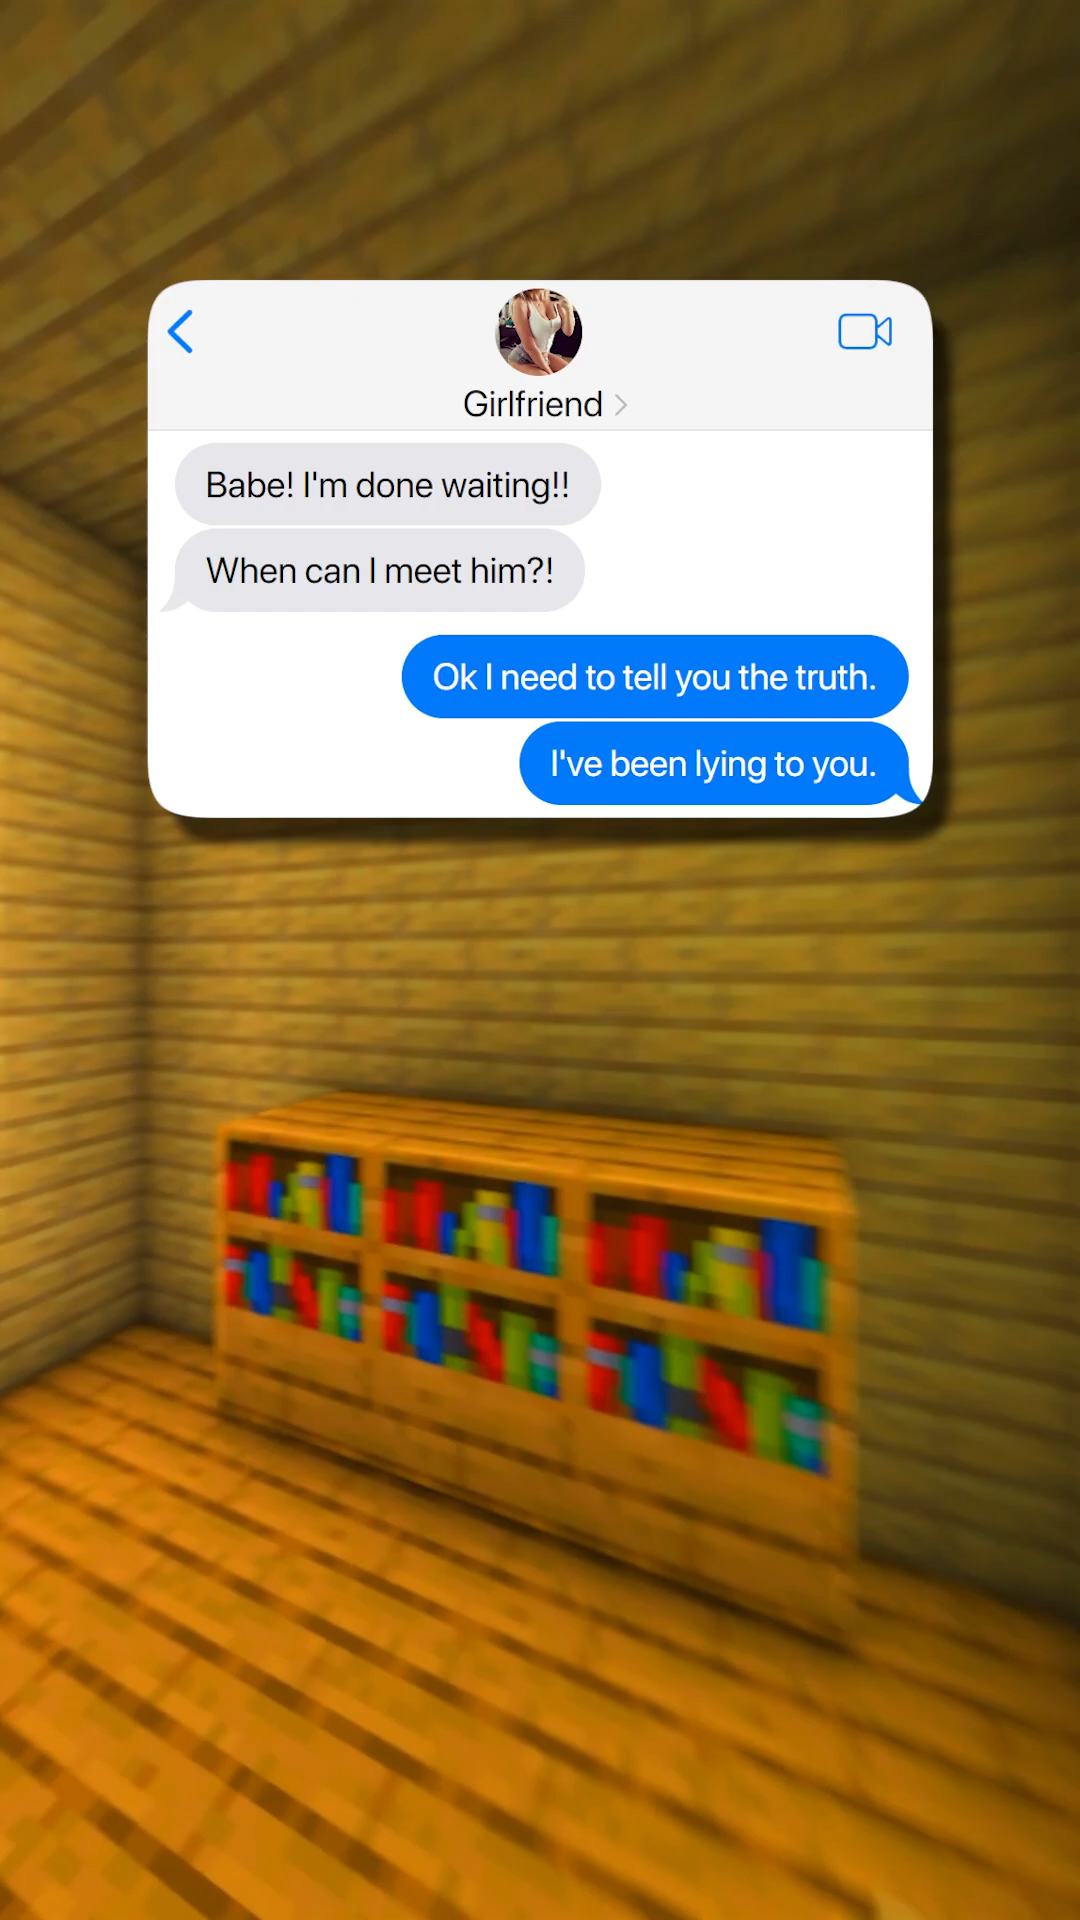 Girlfriend
Babe! I'm done waiting!!
When can I meet him?!
Ok I need to tell you the truth.
I've been lying to you.